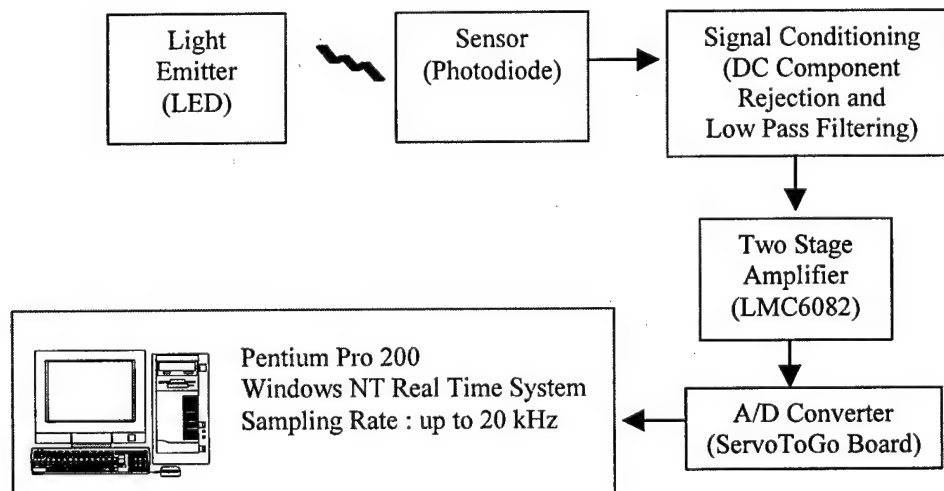 Light
Emitter
(LED)
Sensor
(Photodiode)
Signal Conditioning
(DC Component
Rejection and
Low Pass Filtering)
Two Stage
Amplifier
(LMC6082)
A/D Converter
(ServoToGo Board)
Pentium Pro 200
Windows NT Real Time System
Sampling Rate : up to 20 kHz